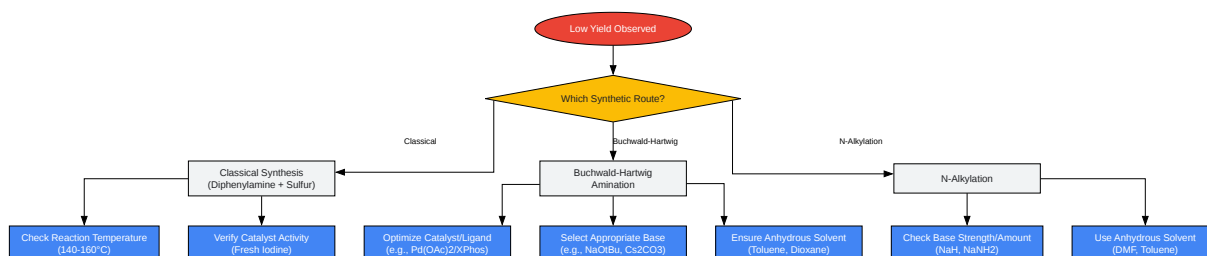 Low Yield Observed
Which Synthetic Route?
Classical
Buchwald-Hartwig
N-Alkylation
Classical Synthesis
(Diphenylamine + Sulfur)
Buchwald-Hartwig
Amination
N-Alkylation
Check Reaction Temperature
(140-160°C)
Verify Catalyst Activity
(Fresh Iodine)
Optimize Catalyst/Ligand
(e.g., Pd(OAc)2/XPhos)
Select Appropriate Base
(e.g., NaOtBu, Cs2CO3)
Ensure Anhydrous Solvent
(Toluene, Dioxane)
Check Base Strength/Amount
(NaH, NaNH2)
Use Anhydrous Solvent
(DMF, Toluene)